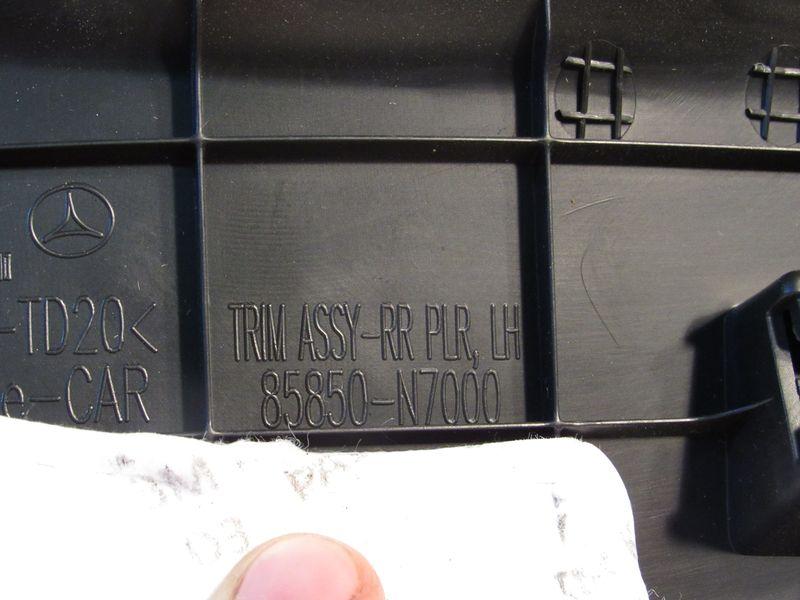 -TD20<
e-CAR
TRIM ASSY-RR PLR, LH
85850-N7000